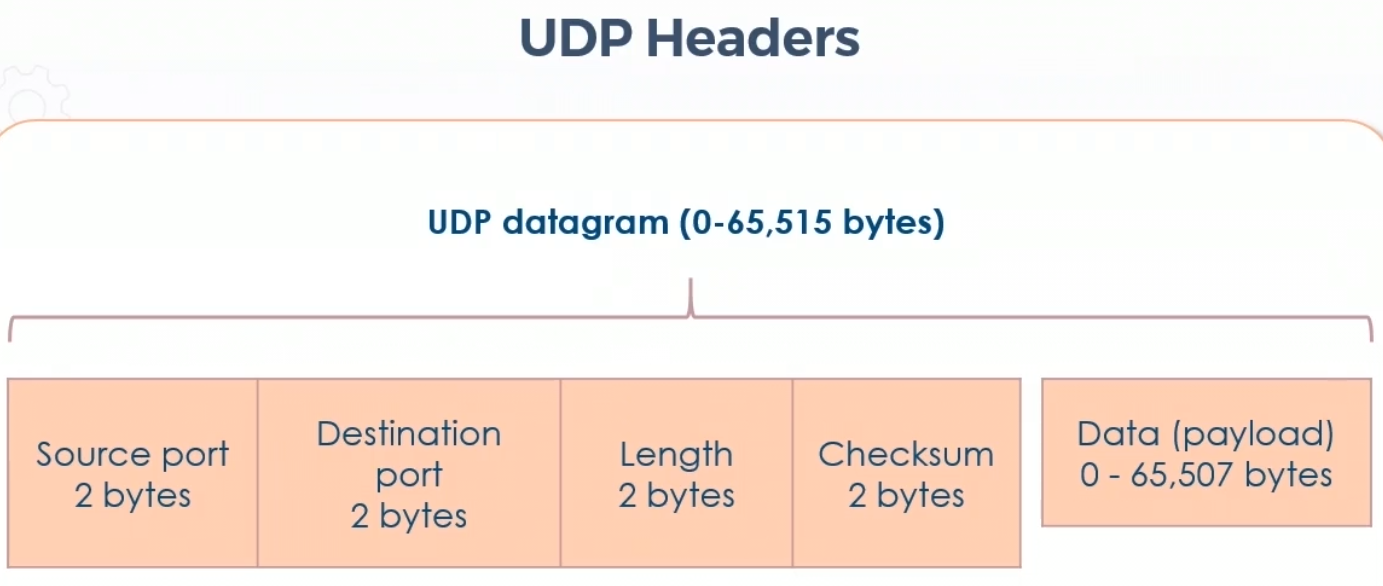 UDP Headers
UDP datagram (0-65,515 bytes)
Source port
2 bytes
Destination
port
2 bytes
Length
2 bytes
Checksum
2 bytes
Data (payload)
0 - 65,507 bytes